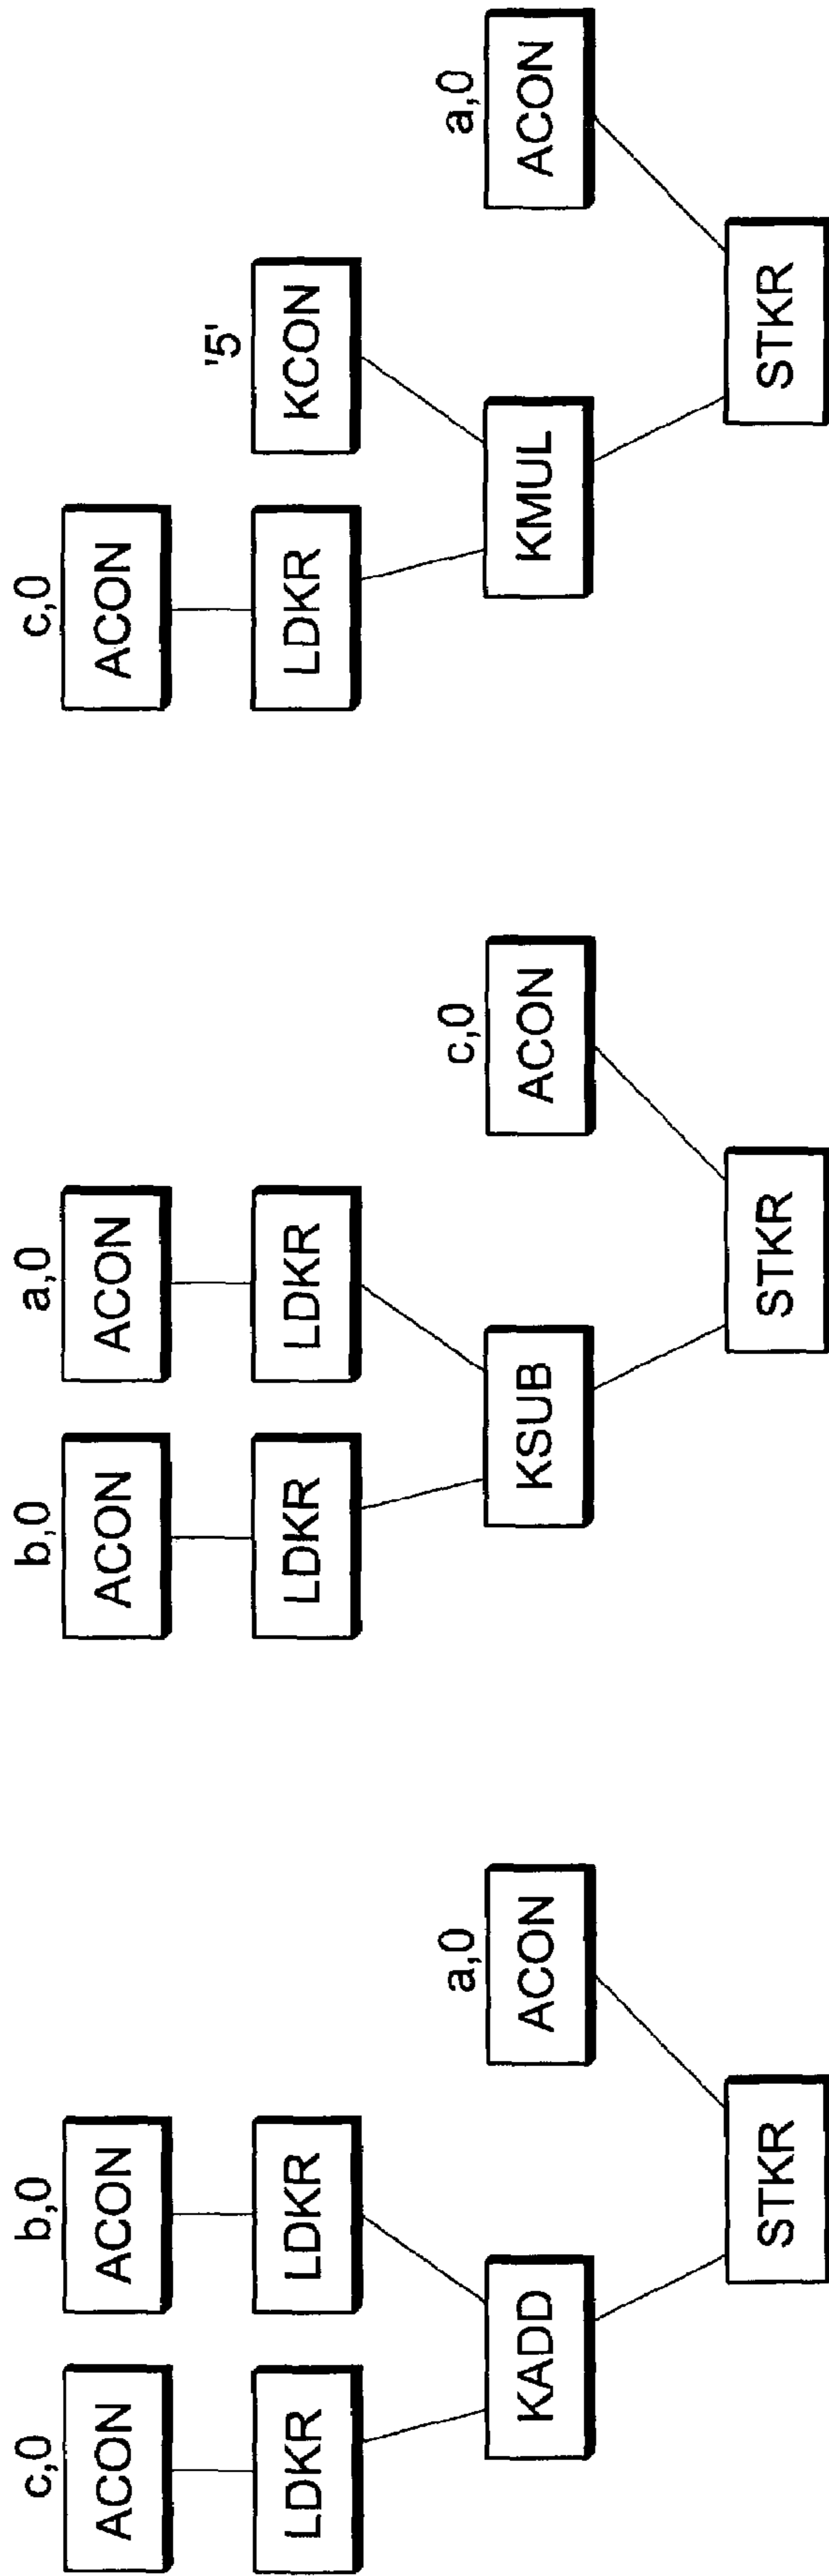 c,0
b,0
ACON
ACON
LDKR
LDKR
a,0
KADD
ACON
STKR
b,0
a,0
ACON
ACON
LDKR
LDKR
c,0
KSUB
ACON
STKR
c,0
ACON
'5'
LDKR
KCON
a,0
KMUL
ACON
STKR